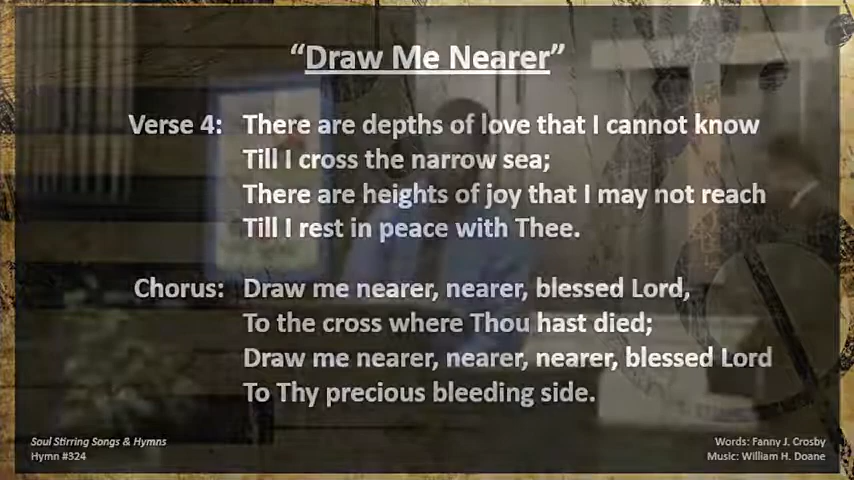 “Draw Me Nearer”
Verse 4: There are depths of love that I cannot know
Till I cross the narrow sea;
There are heights of joy that I may not reach
Till I rest in peace with Thee.
Chorus: Draw me nearer, nearer, blessed Lord,
To the cross where Thou hast died;
Draw me nearer, nearer, nearer, blessed Lord
To Thy precious bleeding side.
Soul Stirring Songs & Hymns
Hymn #324
Words: Fanny J. Crosby
Music: William H. Doane